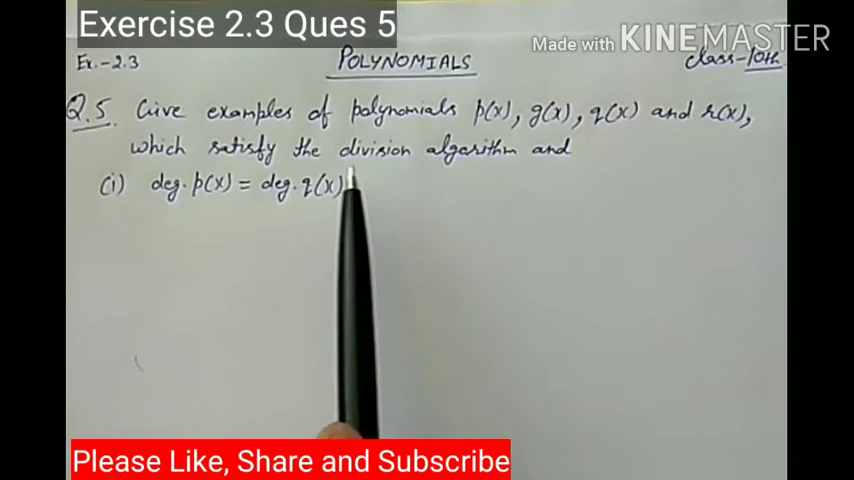 Exercise 2.3 Ques 5
Made with KINEMASTER
Ex.-2.3 POLYNOMIALS Class-10th.
Q.5. Give examples of polynomials p(x), g(x), q(x) and r(x),
which satisfy the division algorithm and
(i) deg. p(x) = deg. q(x)
Please Like, Share and Subscribe